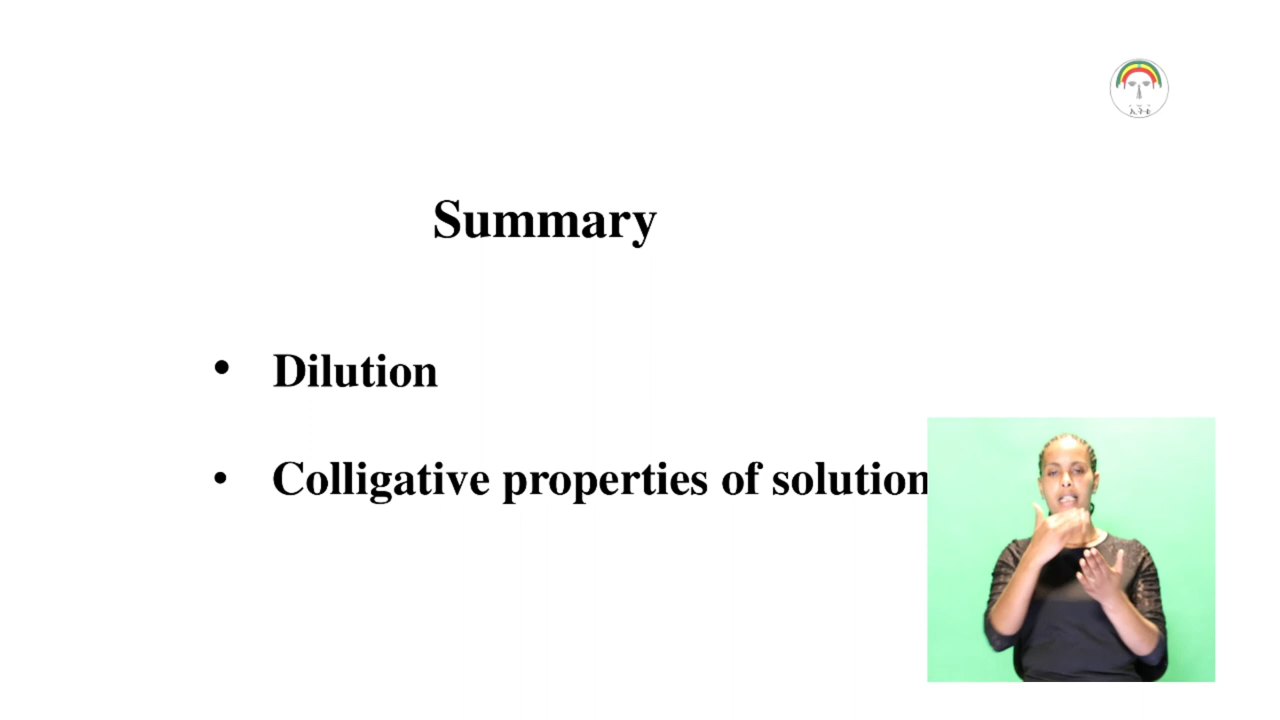 Summary
• Dilution
• Colligative properties of solution